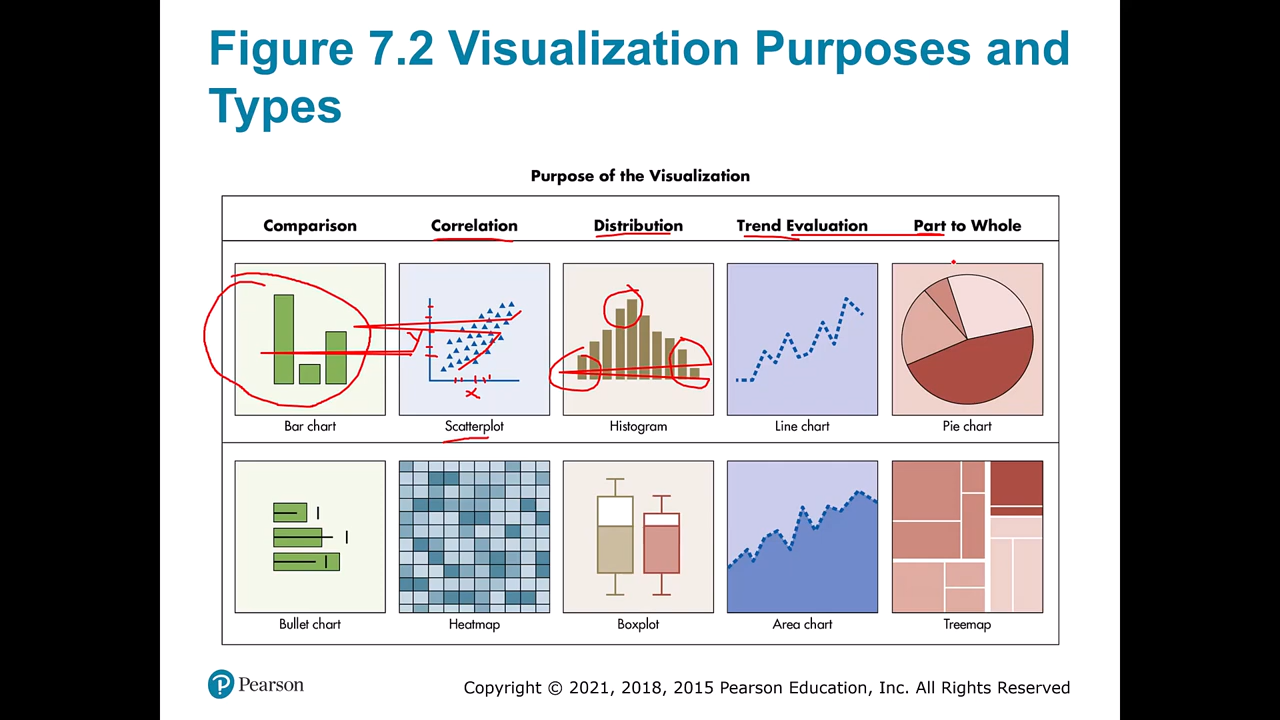 Figure 7.2 Visualization Purposes and
Types
Purpose of the Visualization
Comparison Correlation Distribution Trend Evaluation Part to Whole
Y
X
Bar chart Scatterplot Histogram Line chart Pie chart
Bullet chart Heatmap Boxplot Area chart Treemap
Pearson Copyright © 2021, 2018, 2015 Pearson Education, Inc. All Rights Reserved